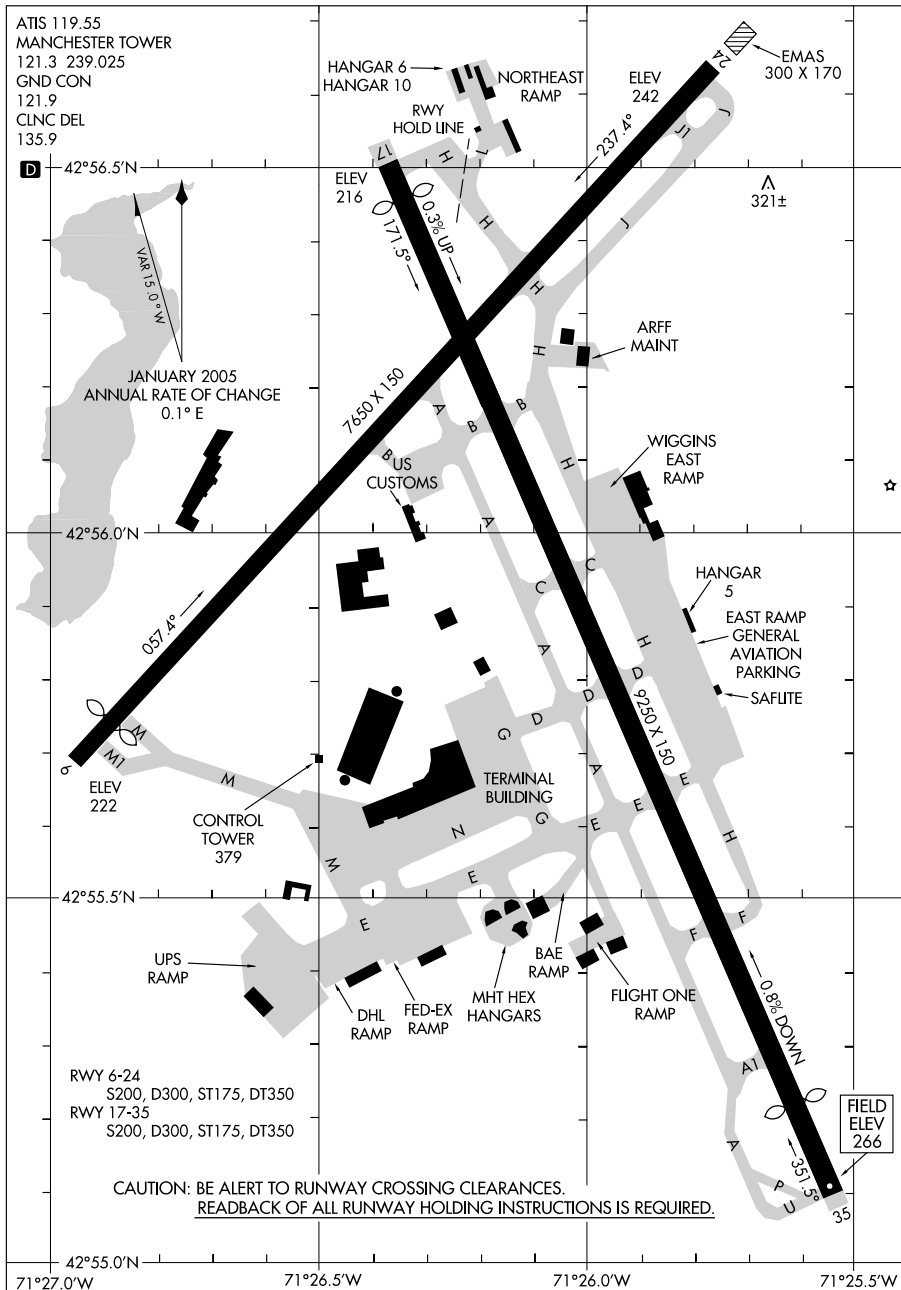 ATIS 119.55
MANCHESTER TOWER
121.3 239.025
GND CON
121.9
CLNC DEL
135.9
D
HANGAR 6
HANGAR 10
NORTHEAST
RAMP
RWY
HOLD LINE
ELEV
242
24
EMAS
300 X 170
J
J1
J
237.4°
321±
42°56.5'N
17
ELEV
216
H
L
H
0.3% UP
171.5°
VAR 15.0° W
JANUARY 2005
ANNUAL RATE OF CHANGE
0.1° E
H
H
H
ARFF
MAINT
7650 X 150
A
B
B
B
H
US
CUSTOMS
WIGGINS
EAST
RAMP
42°56.0'N
A
C
C
HANGAR
5
EAST RAMP
GENERAL
AVIATION
PARKING
SAFLITE
057.4°
A
H
D
D
D
9250 X 150
G
M
M1
6
ELEV
222
M
CONTROL
TOWER
379
TERMINAL
BUILDING
A
E
E
E
G
N
H
M
E
42°55.5'N
E
F
F
UPS
RAMP
DHL
RAMP
FED-EX
RAMP
MHT HEX
HANGARS
BAE
RAMP
FLIGHT ONE
RAMP
0.8% DOWN
A1
RWY 6-24
S200, D300, ST175, DT350
RWY 17-35
S200, D300, ST175, DT350
A
FIELD
ELEV
266
351.5°
P
U
35
CAUTION: BE ALERT TO RUNWAY CROSSING CLEARANCES.
READBACK OF ALL RUNWAY HOLDING INSTRUCTIONS IS REQUIRED.
42°55.0'N
71°27.0'W
71°26.5'W
71°26.0'W
71°25.5'W